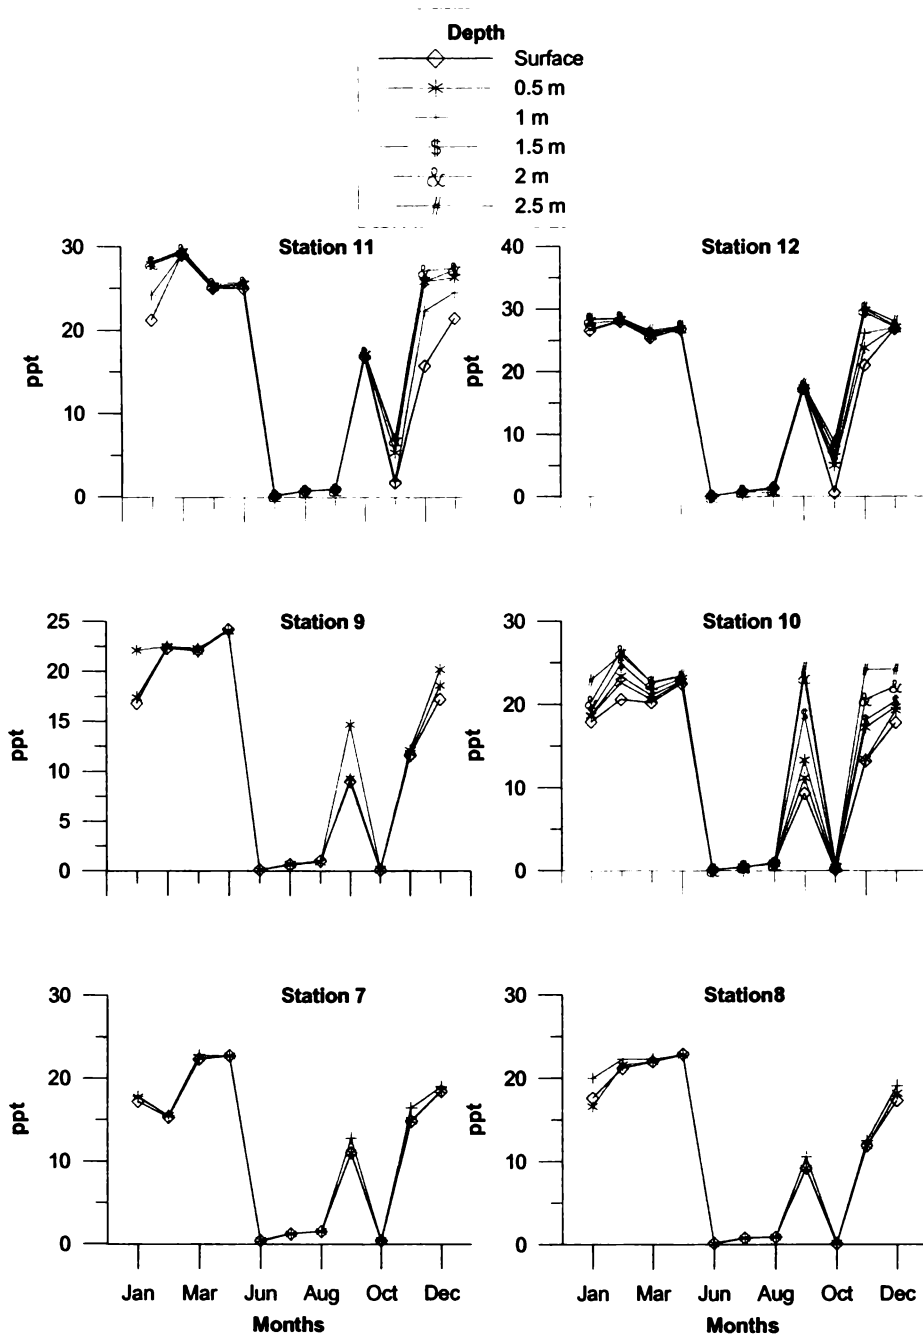 Depth
Surface
0.5 m
1 m
1.5 m
2 m
2.5 m
Station 11
30
20
10
0
ppt
Station 12
40
30
20
10
0
ppt
Station 9
25
20
15
10
5
0
ppt
Station 10
30
20
10
0
ppt
Station 7
30
20
10
0
ppt
Jan Mar Jun Aug Oct Dec
Months
Station8
30
20
10
0
ppt
Jan Mar Jun Aug Oct Dec
Months